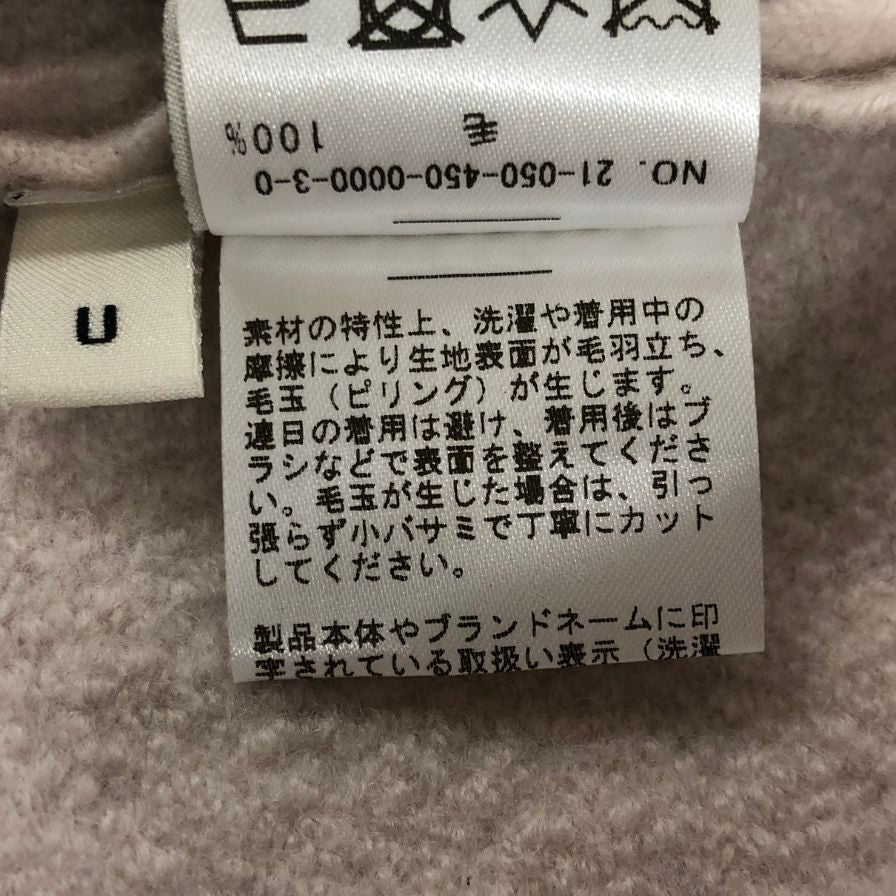 毛 100%
NO. 21-050-450-0000-3-0
U
素材の特性上、洗濯や着用中の
摩擦により生地表面が毛羽立ち、
毛玉（ピリング）が生じます。
連日の着用は避け、着用後はブ
ラシなどで表面を整えてくださ
い。毛玉が生じた場合は、引っ
張らず小バサミで丁寧にカット
してください。
製品本体やブランドネームに印
字されている取扱い表示（洗濯